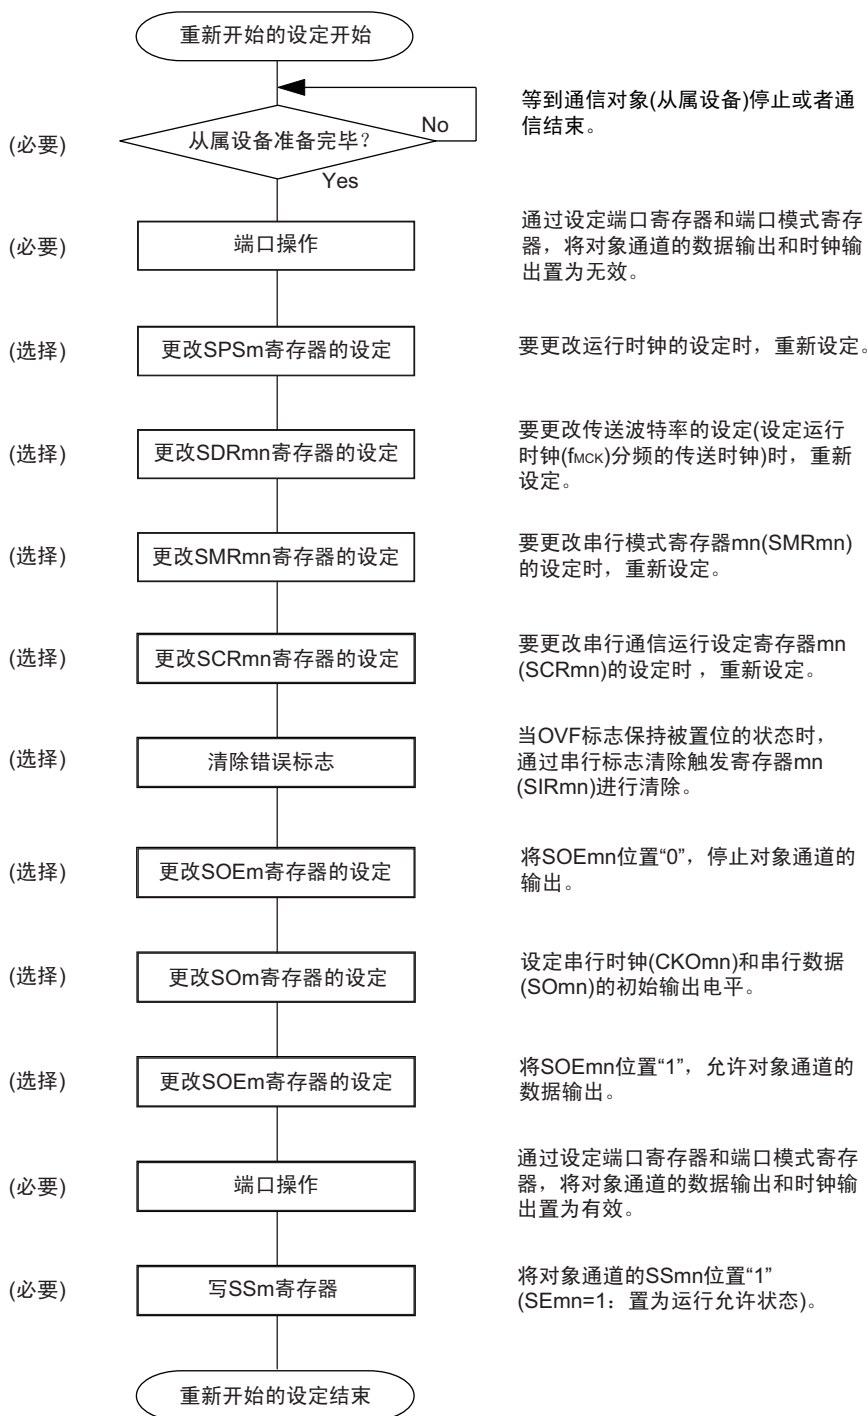 重新开始的设定开始
(必要)
从属设备准备完毕？
No
Yes
等到通信对象(从属设备)停止或者通
信结束。
(必要)
端口操作
通过设定端口寄存器和端口模式寄存
器，将对象通道的数据输出和时钟输
出置为无效。
(选择)
更改SPSm寄存器的设定
要更改运行时钟的设定时，重新设定。
(选择)
更改SDRmn寄存器的设定
要更改传送波特率的设定(设定运行
时钟(fMCK)分频的传送时钟)时，重新
设定。
(选择)
更改SMRmn寄存器的设定
要更改串行模式寄存器mn(SMRmn)
的设定时，重新设定。
(选择)
更改SCRmn寄存器的设定
要更改串行通信运行设定寄存器mn
(SCRmn)的设定时，重新设定。
(选择)
清除错误标志
当OVF标志保持被置位的状态时，
通过串行标志清除触发寄存器mn
(SIRmn)进行清除。
(选择)
更改SOEm寄存器的设定
将SOEmn位置“0”，停止对象通道的
输出。
(选择)
更改SOm寄存器的设定
设定串行时钟(CKOmn)和串行数据
(SOmn)的初始输出电平。
(选择)
更改SOEm寄存器的设定
将SOEmn位置“1”，允许对象通道的
数据输出。
(必要)
端口操作
通过设定端口寄存器和端口模式寄存
器，将对象通道的数据输出和时钟输
出置为有效。
(必要)
写SSm寄存器
将对象通道的SSmn位置“1”
(SEmn=1：置为运行允许状态)。
重新开始的设定结束